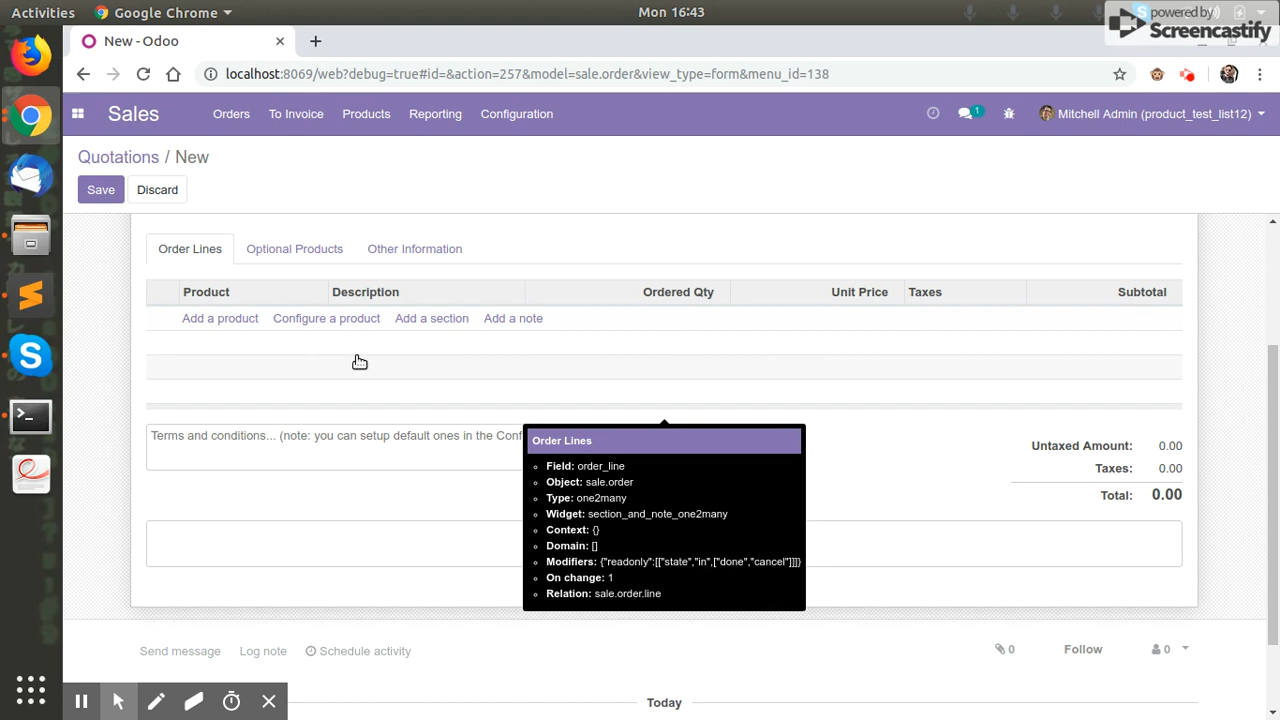 Activities Google Chrome Mon 16:43
powered by
Screencastify
New - Odoo
localhost:8069/web?debug=true#id=&action=257&model=sale.order&view_type=form&menu_id=138
Sales Orders To Invoice Products Reporting Configuration 1 Mitchell Admin (product_test_list12)
Quotations / New
Save Discard
Order Lines Optional Products Other Information
Product Description Ordered Qty Unit Price Taxes Subtotal
Add a product Configure a product Add a section Add a note
Terms and conditions... (note: you can setup default ones in the Conf
Untaxed Amount: 0.00
Taxes: 0.00
Total: 0.00
Order Lines
Field: order_line
Object: sale.order
Type: one2many
Widget: section_and_note_one2many
Context: {}
Domain: []
Modifiers: {"readonly":[["state","in",["done","cancel"]]]}
On change: 1
Relation: sale.order.line
Send message Log note Schedule activity 0 Follow 0
Today